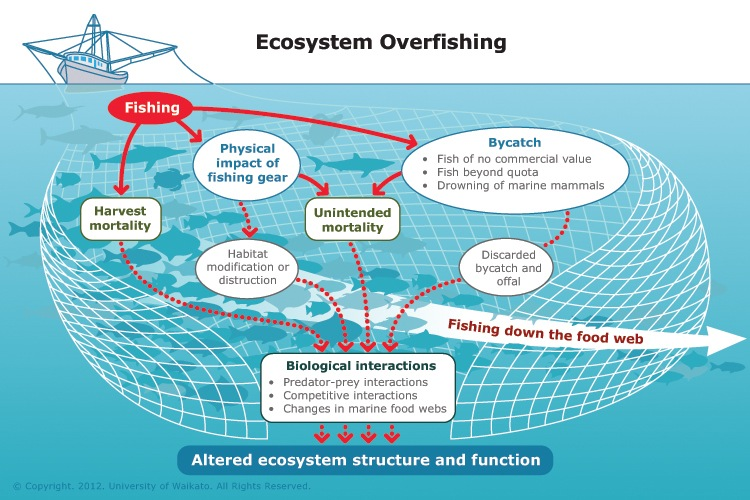 Ecosystem Overfishing
Fishing
Physical
impact of
fishing gear
Bycatch
• Fish of no commercial value
• Fish beyond quota
• Drowning of marine mammals
Harvest
mortality
Unintended
mortality
Habitat
modification or
distruction
Discarded
bycatch and
offal
Fishing down the food web
Biological interactions
• Predator-prey interactions
• Competitive interactions
• Changes in marine food webs
Altered ecosystem structure and function
© Copyright. 2012. University of Waikato. All Rights Reserved.